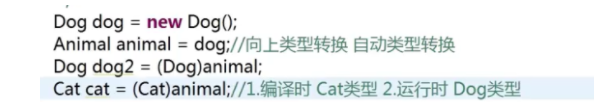 Dog dog = new Dog();
Animal animal = dog;//向上类型转换 自动类型转换
Dog dog2 = (Dog)animal;
Cat cat = (Cat)animal;//1.编译时 Cat类型 2.运行时 Dog类型